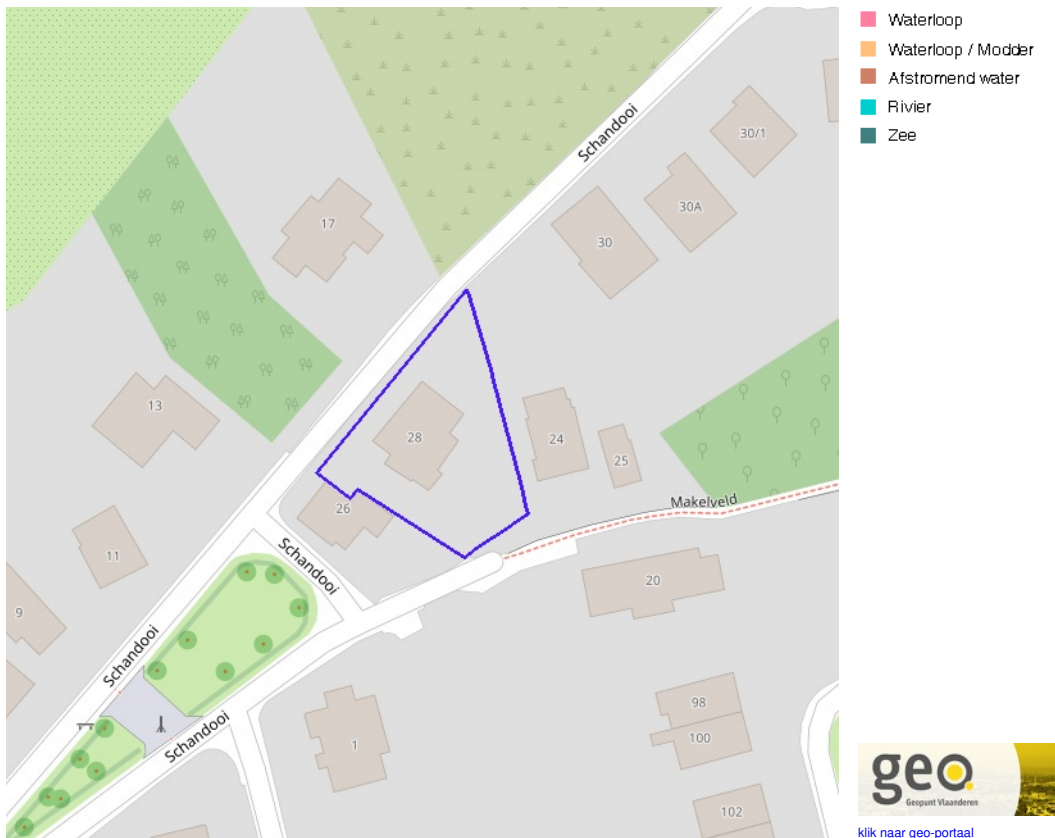 Waterloop
Waterloop / Modder
Afstromend water
Rivier
Zee
Schandooi
30/1
30A
30
17
13
28
24
25
26
Makelveld
11
Schandooi
20
9
Schandooi
98
1
100
Schandooi
102
geo.
Geopunt Vlaanderen
klik naar geo-portaal